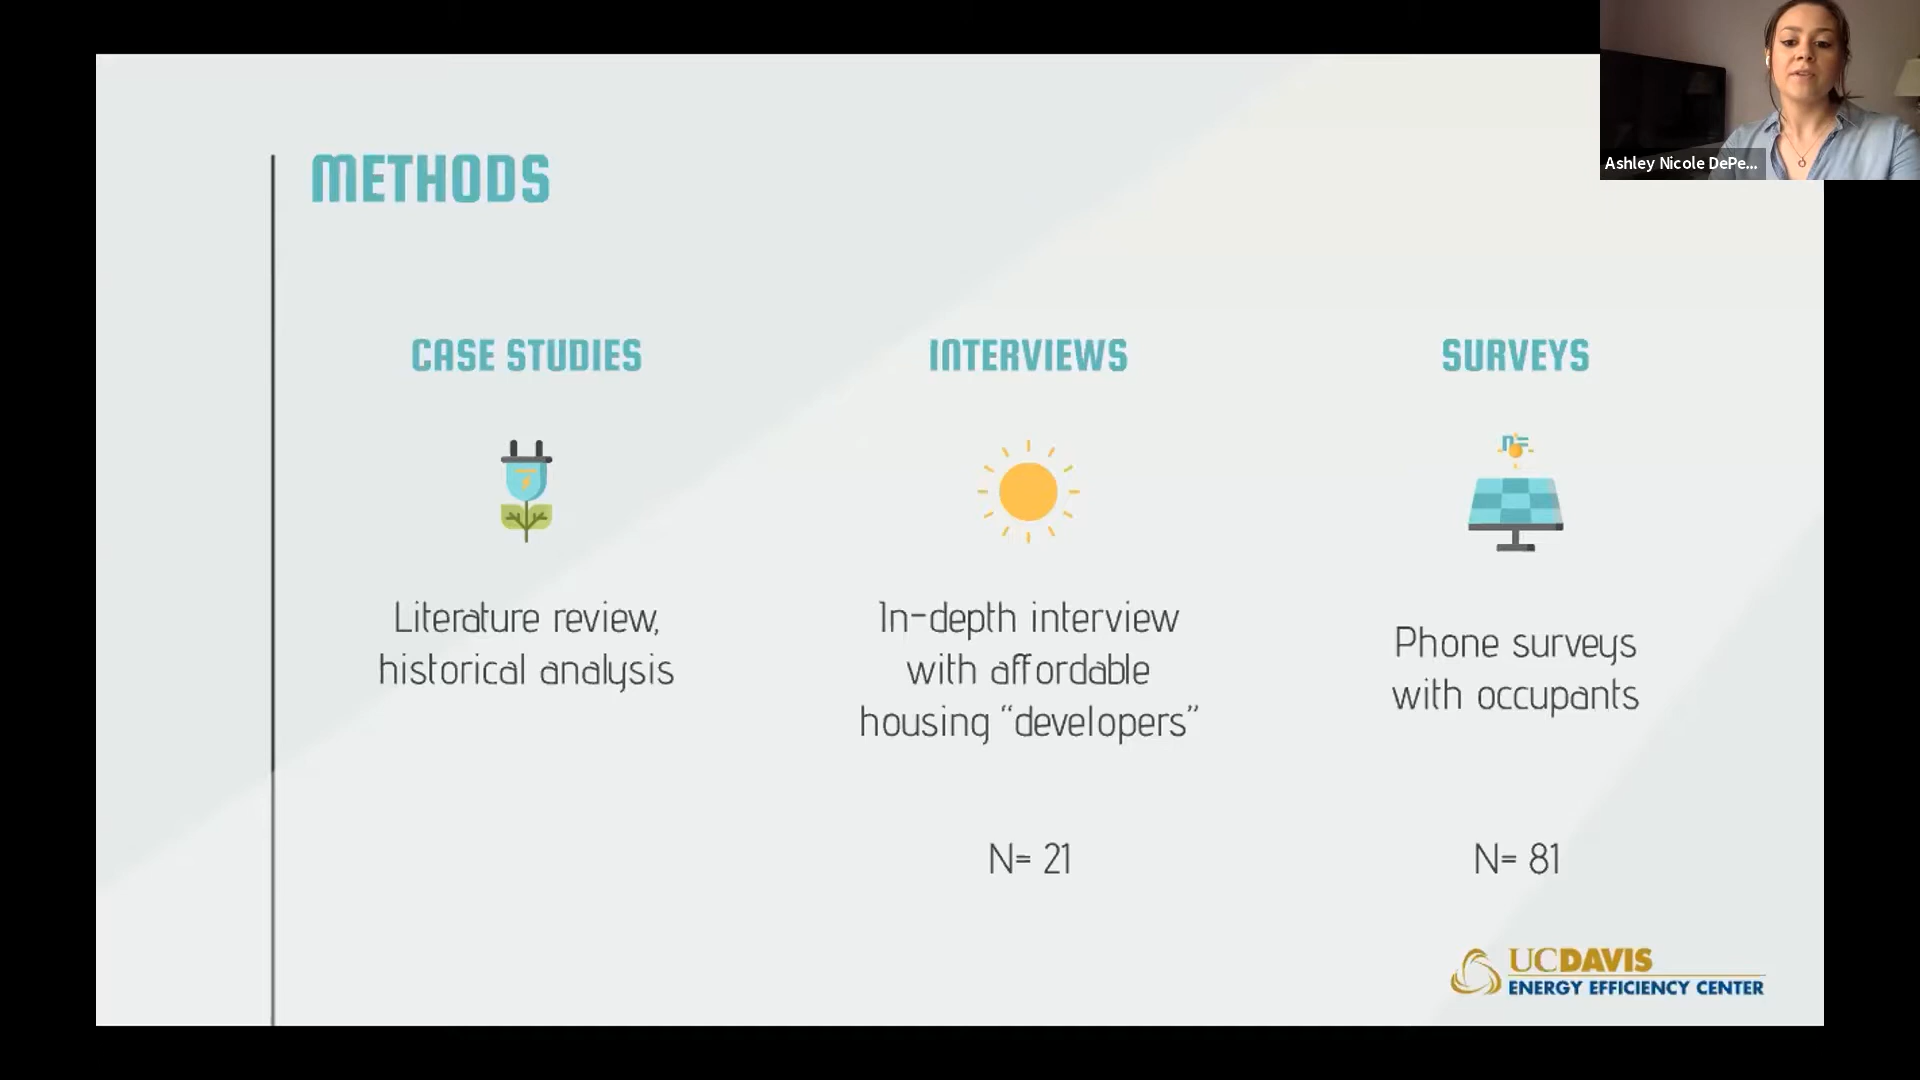 Ashley Nicole DePe...
METHODS
CASE STUDIES
INTERVIEWS
SURVEYS
n=
Literature review,
historical analysis
In-depth interview
with affordable
housing “developers”
Phone surveys
with occupants
N= 21
N= 81
UCDAVIS
ENERGY EFFICIENCY CENTER